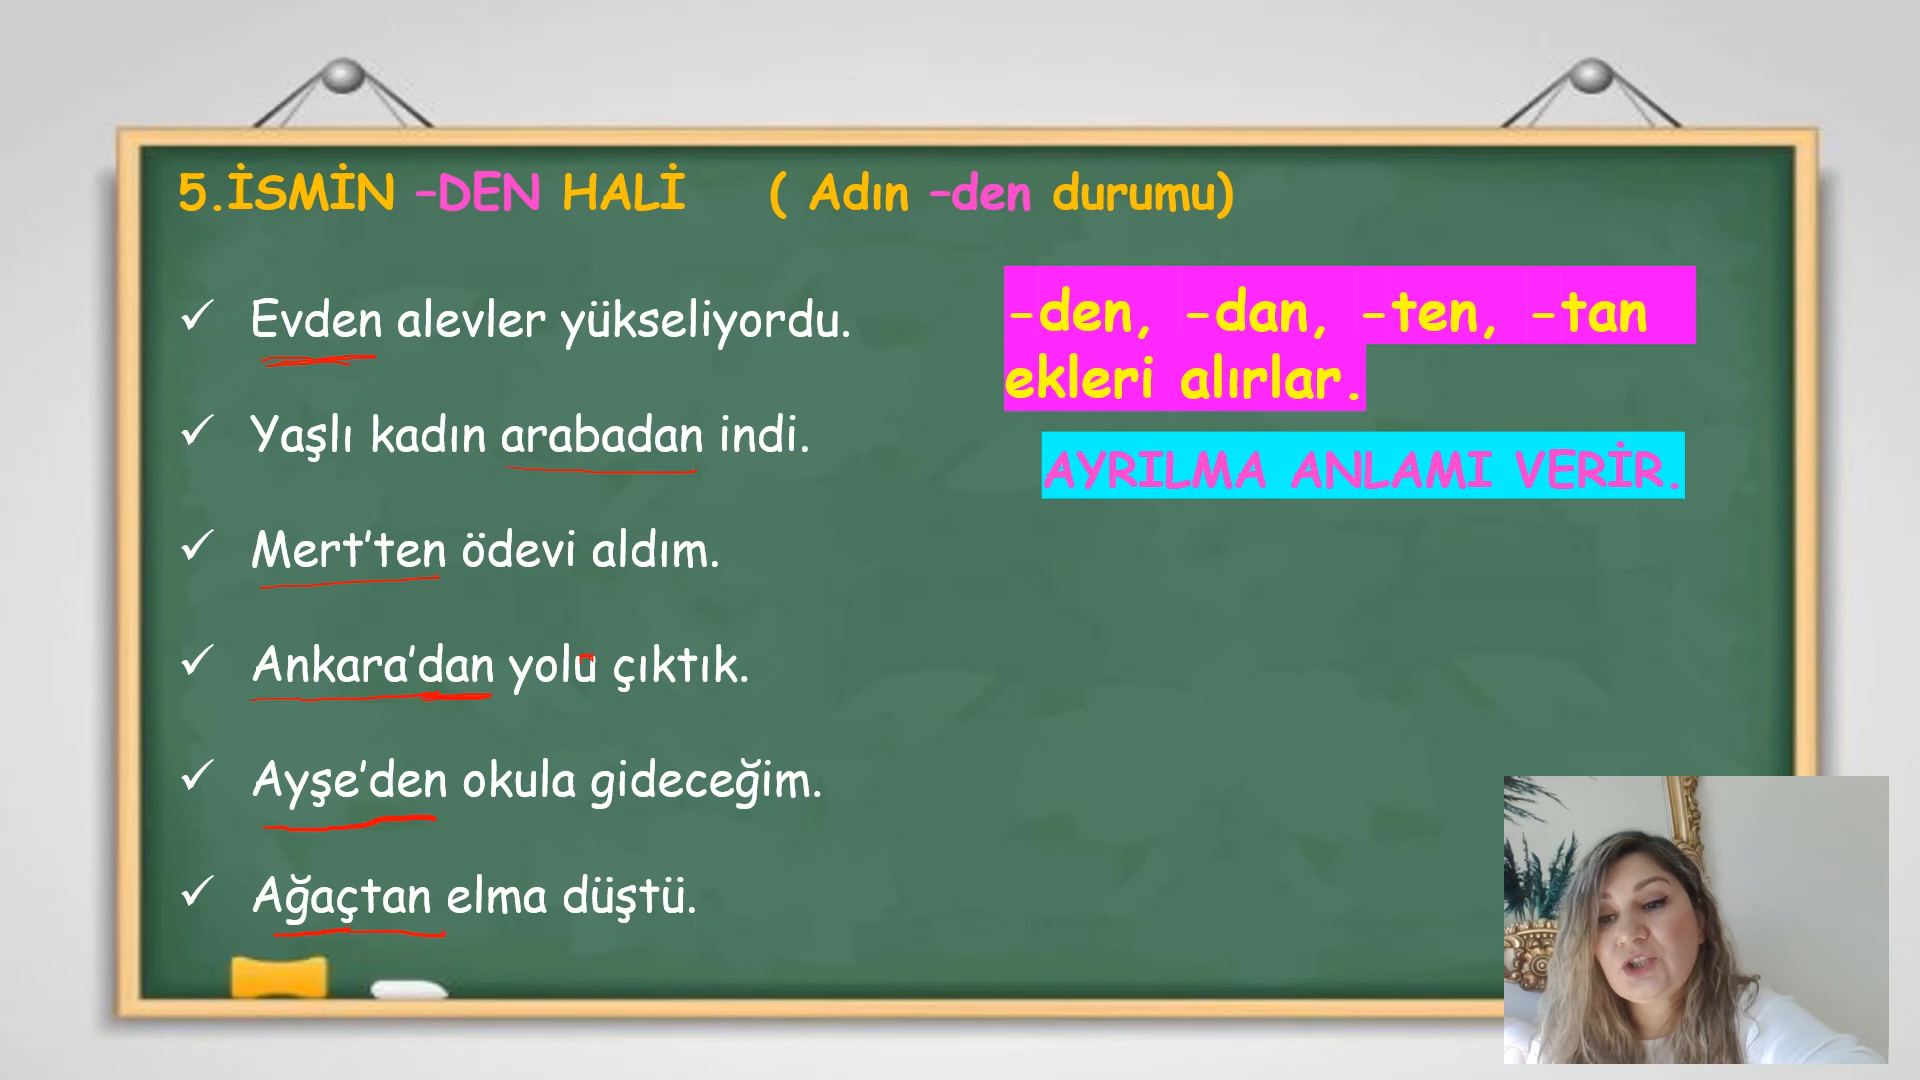 5.İSMİN –DEN HALİ ( Adın –den durumu)
✓ Evden alevler yükseliyordu.
✓ Yaşlı kadın arabadan indi.
✓ Mert’ten ödevi aldım.
✓ Ankara’dan yolu çıktık.
✓ Ayşe’den okula gideceğim.
✓ Ağaçtan elma düştü.
–den, –dan, –ten, –tan
ekleri alırlar.
AYRILMA ANLAMI VERİR.